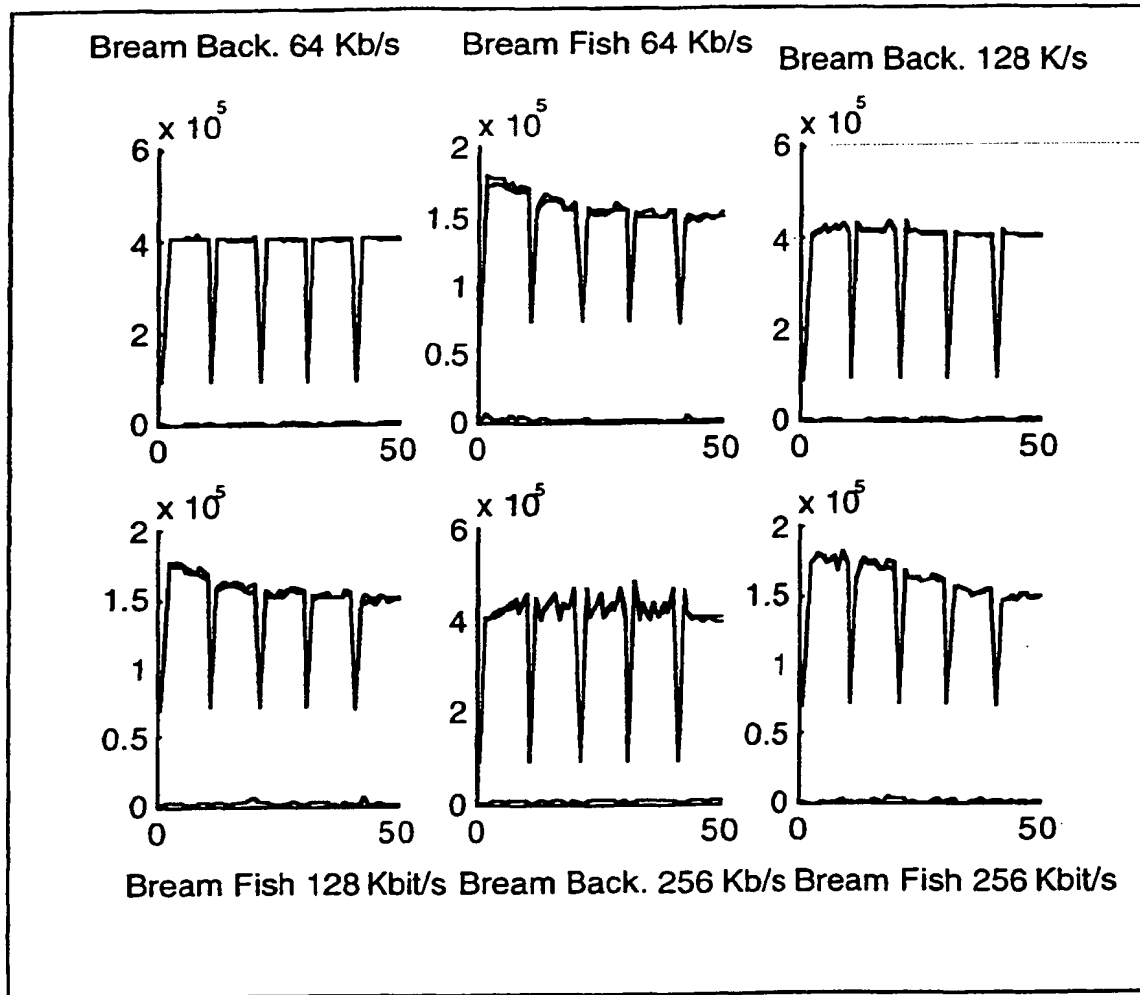 Bream Back. 64 Kb/s
Bream Fish 64 Kb/s
Bream Back. 128 K/s
x 10^5
6
4
2
0
0 50
x 10^5
2
1.5
1
0.5
0
0 50
x 10^5
6
4
2
0
0 50
x 10^5
2
1.5
1
0.5
0
0 50
x 10^5
6
4
2
0
0 50
x 10^5
2
1.5
1
0.5
0
0 50
Bream Fish 128 Kbit/s
Bream Back. 256 Kb/s
Bream Fish 256 Kbit/s